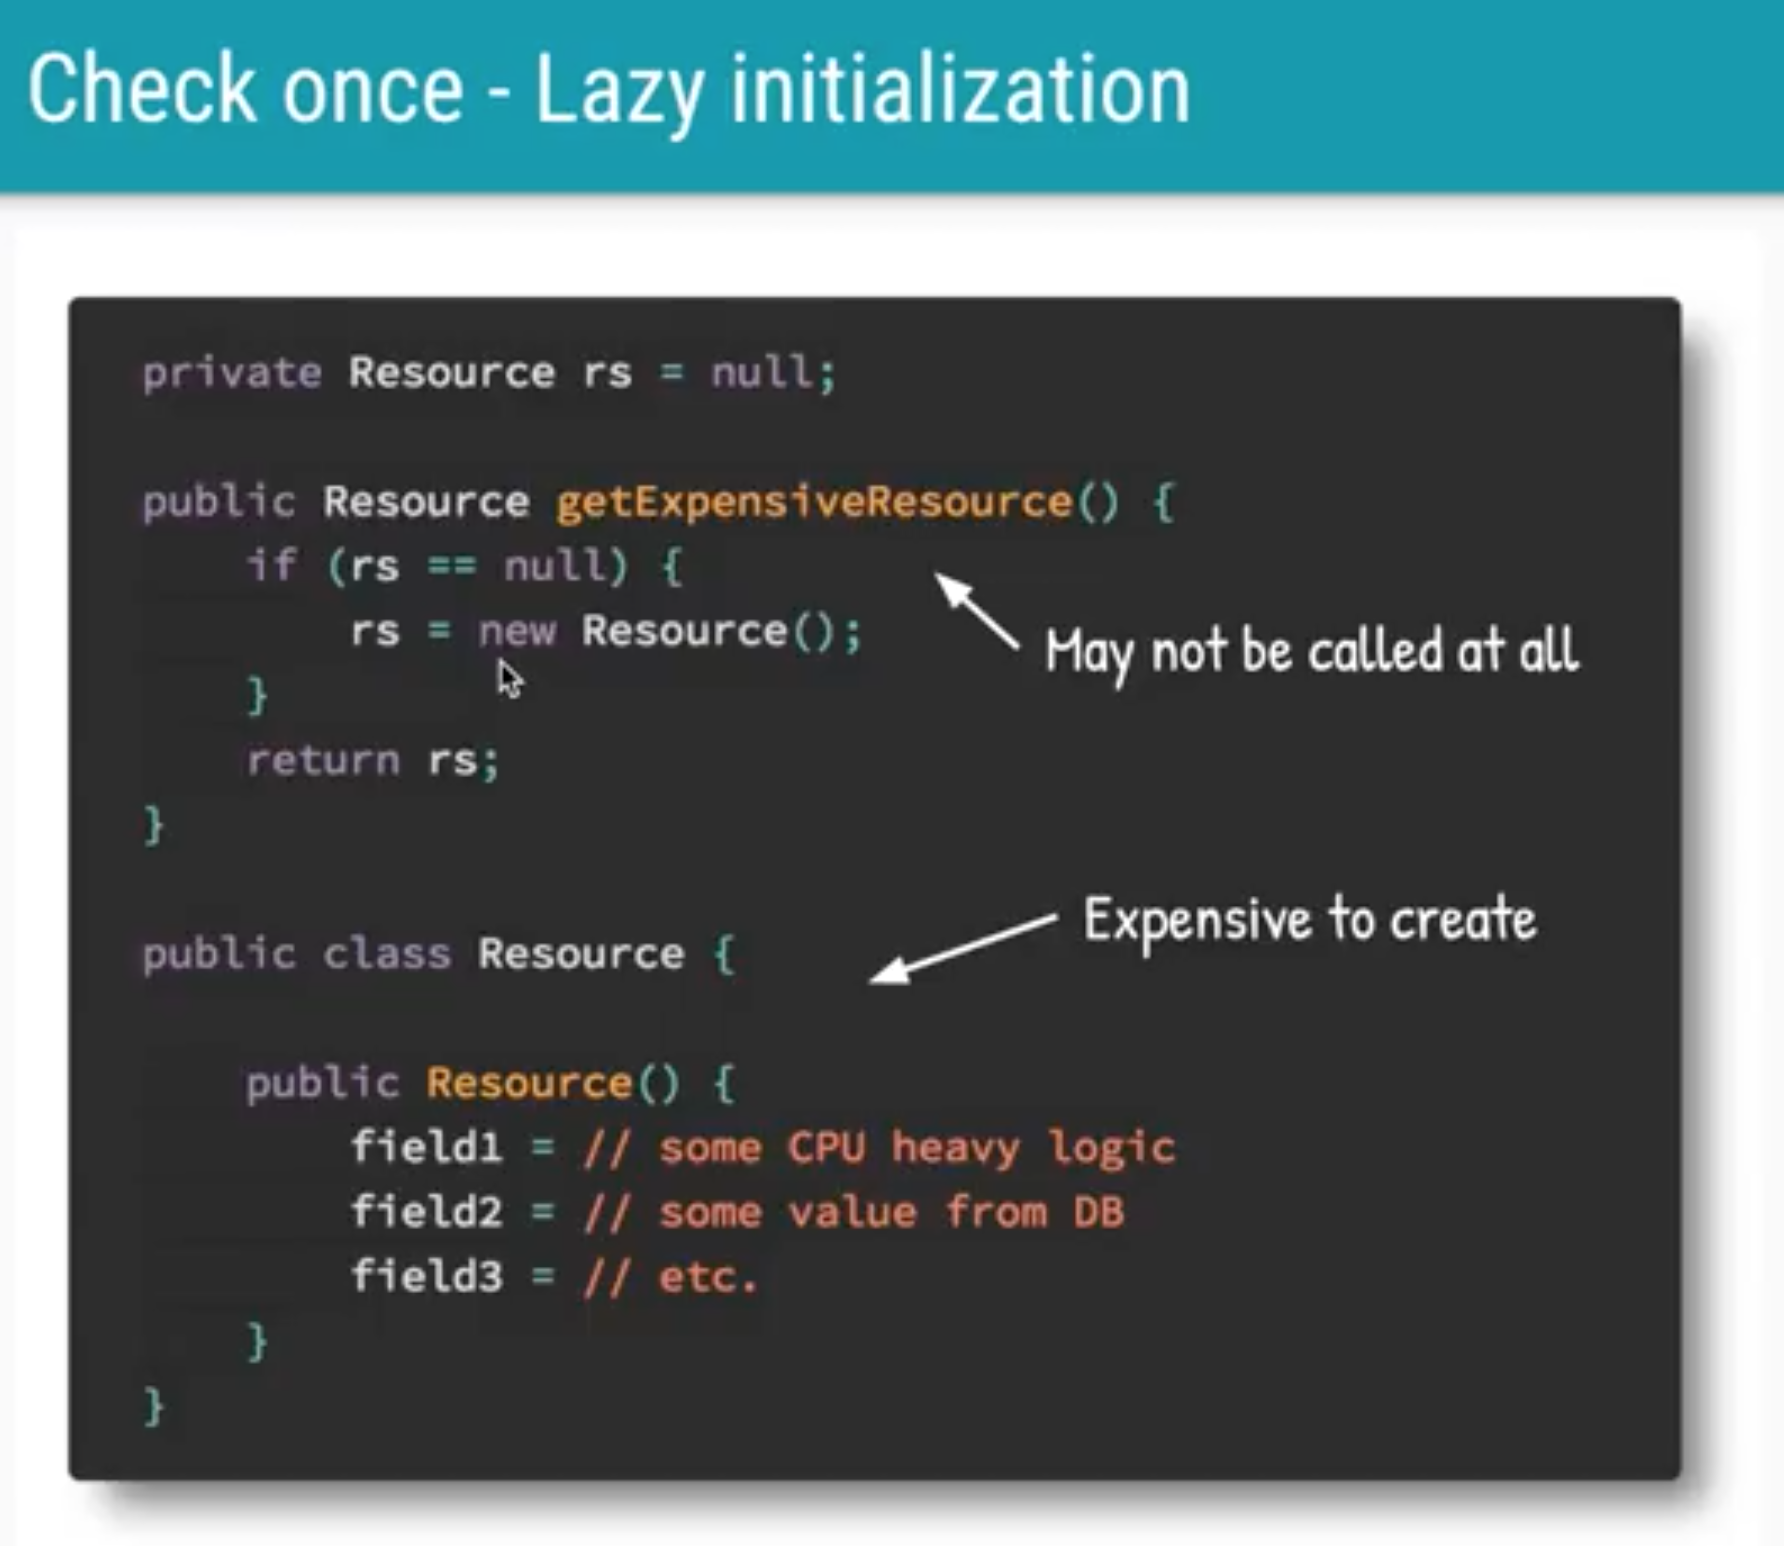 Check once - Lazy initialization
private Resource rs = null;
public Resource getExpensiveResource() {
if (rs == null) {
rs = new Resource();
May not be called at all
}
return rs;
}
Expensive to create
public class Resource {
public Resource() {
field1 = // some CPU heavy logic
field2 = // some value from DB
field3 = // etc.
}
}